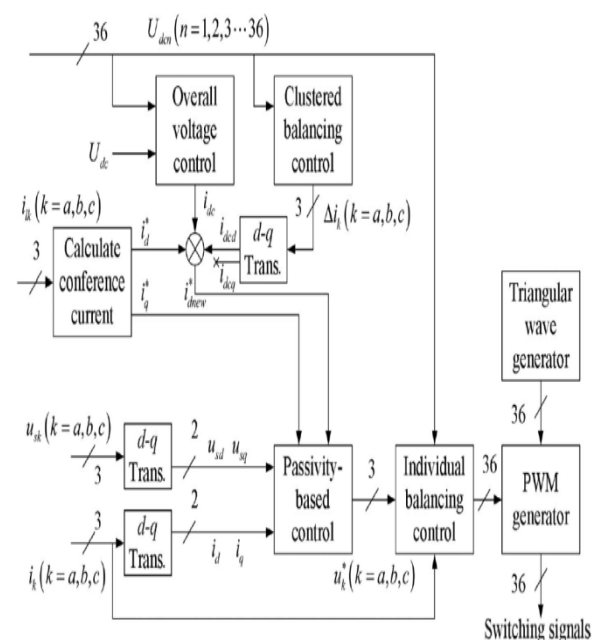 36
U_dcn (n=1,2,3⋯36)
Overall
voltage
control
Clustered
balancing
control
U_dc
i_lk (k=a,b,c)
3
Calculate
conference
current
i_d^*
i_q^*
i_dc
i_dcd
i_dcq
i_dnew^*
d-q
Trans.
3
Δi_k (k=a,b,c)
Triangular
wave
generator
36
u_sk (k=a,b,c)
3
d-q
Trans.
2
u_sd u_sq
3
i_k (k=a,b,c)
d-q
Trans.
2
i_d i_q
Passivity-
based
control
3
u_k^* (k=a,b,c)
Individual
balancing
control
36
PWM
generator
36
Switching signals